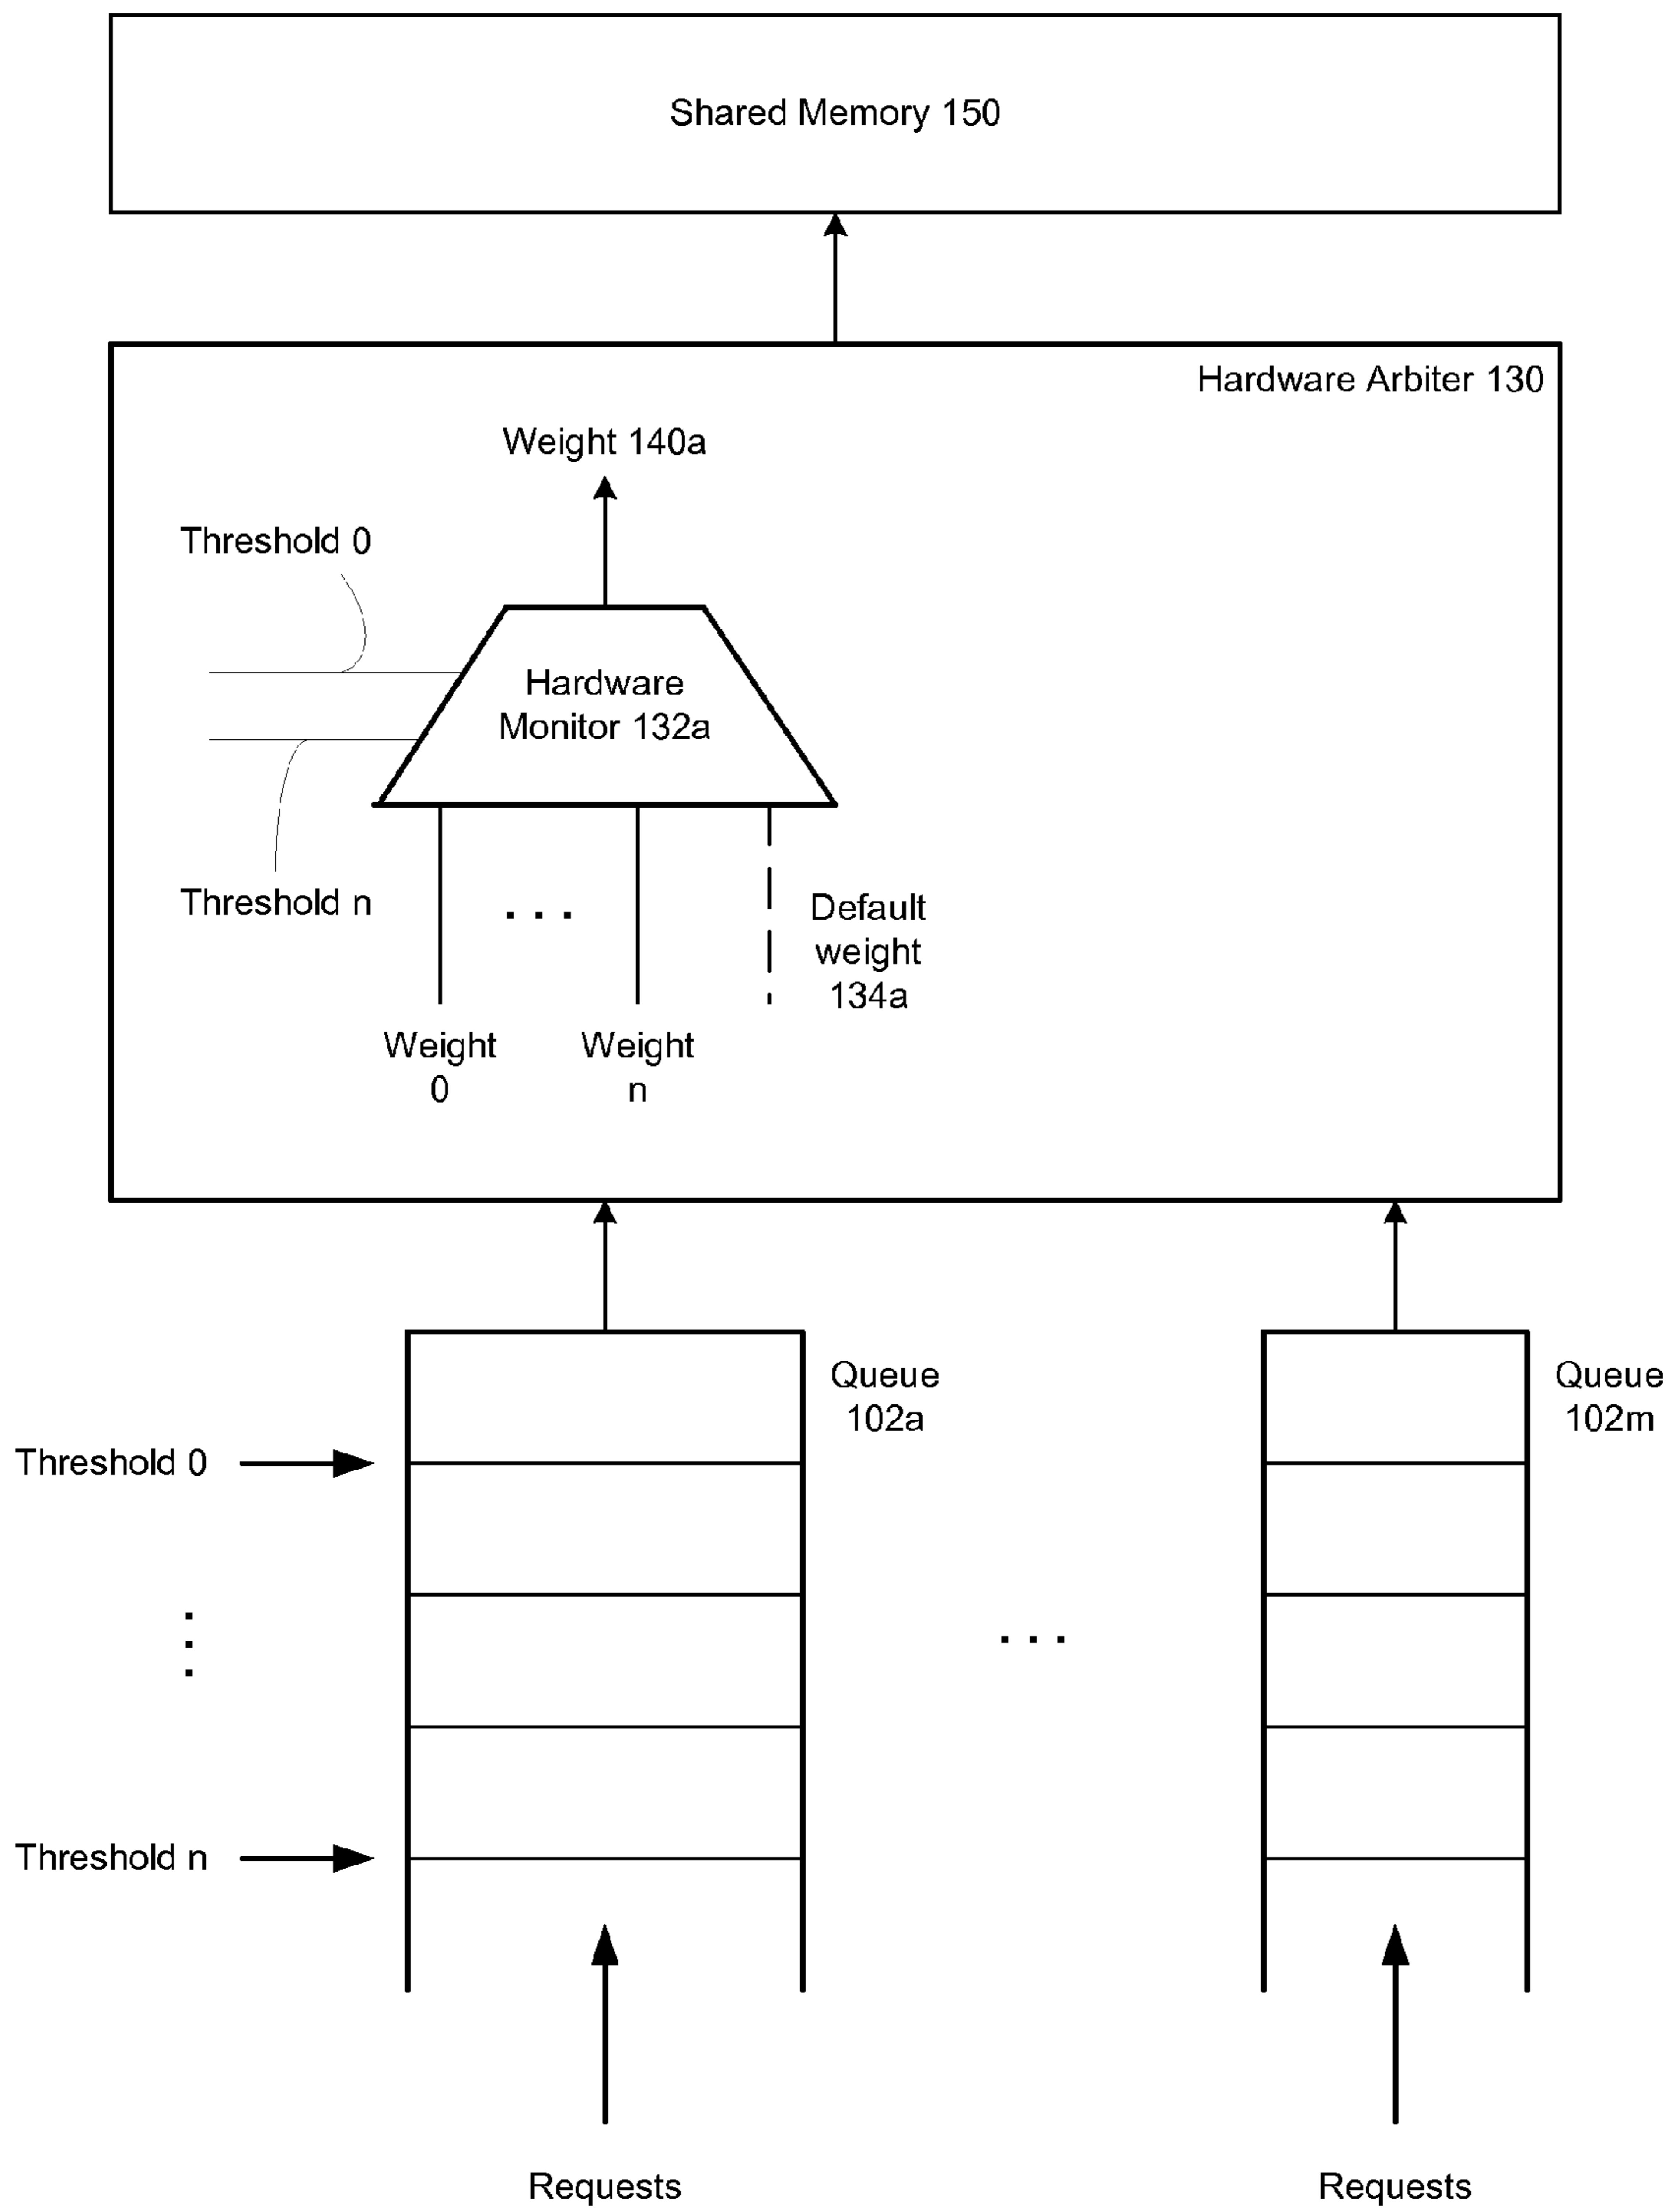 Shared Memory 150
Hardware Arbiter 130
Weight 140a
Threshold 0
Hardware
Monitor 132a
Threshold n
. . .
Default
weight
134a
Weight
0
Weight
n
Queue
102a
Queue
102m
Threshold 0
. . .
Threshold n
Requests
Requests